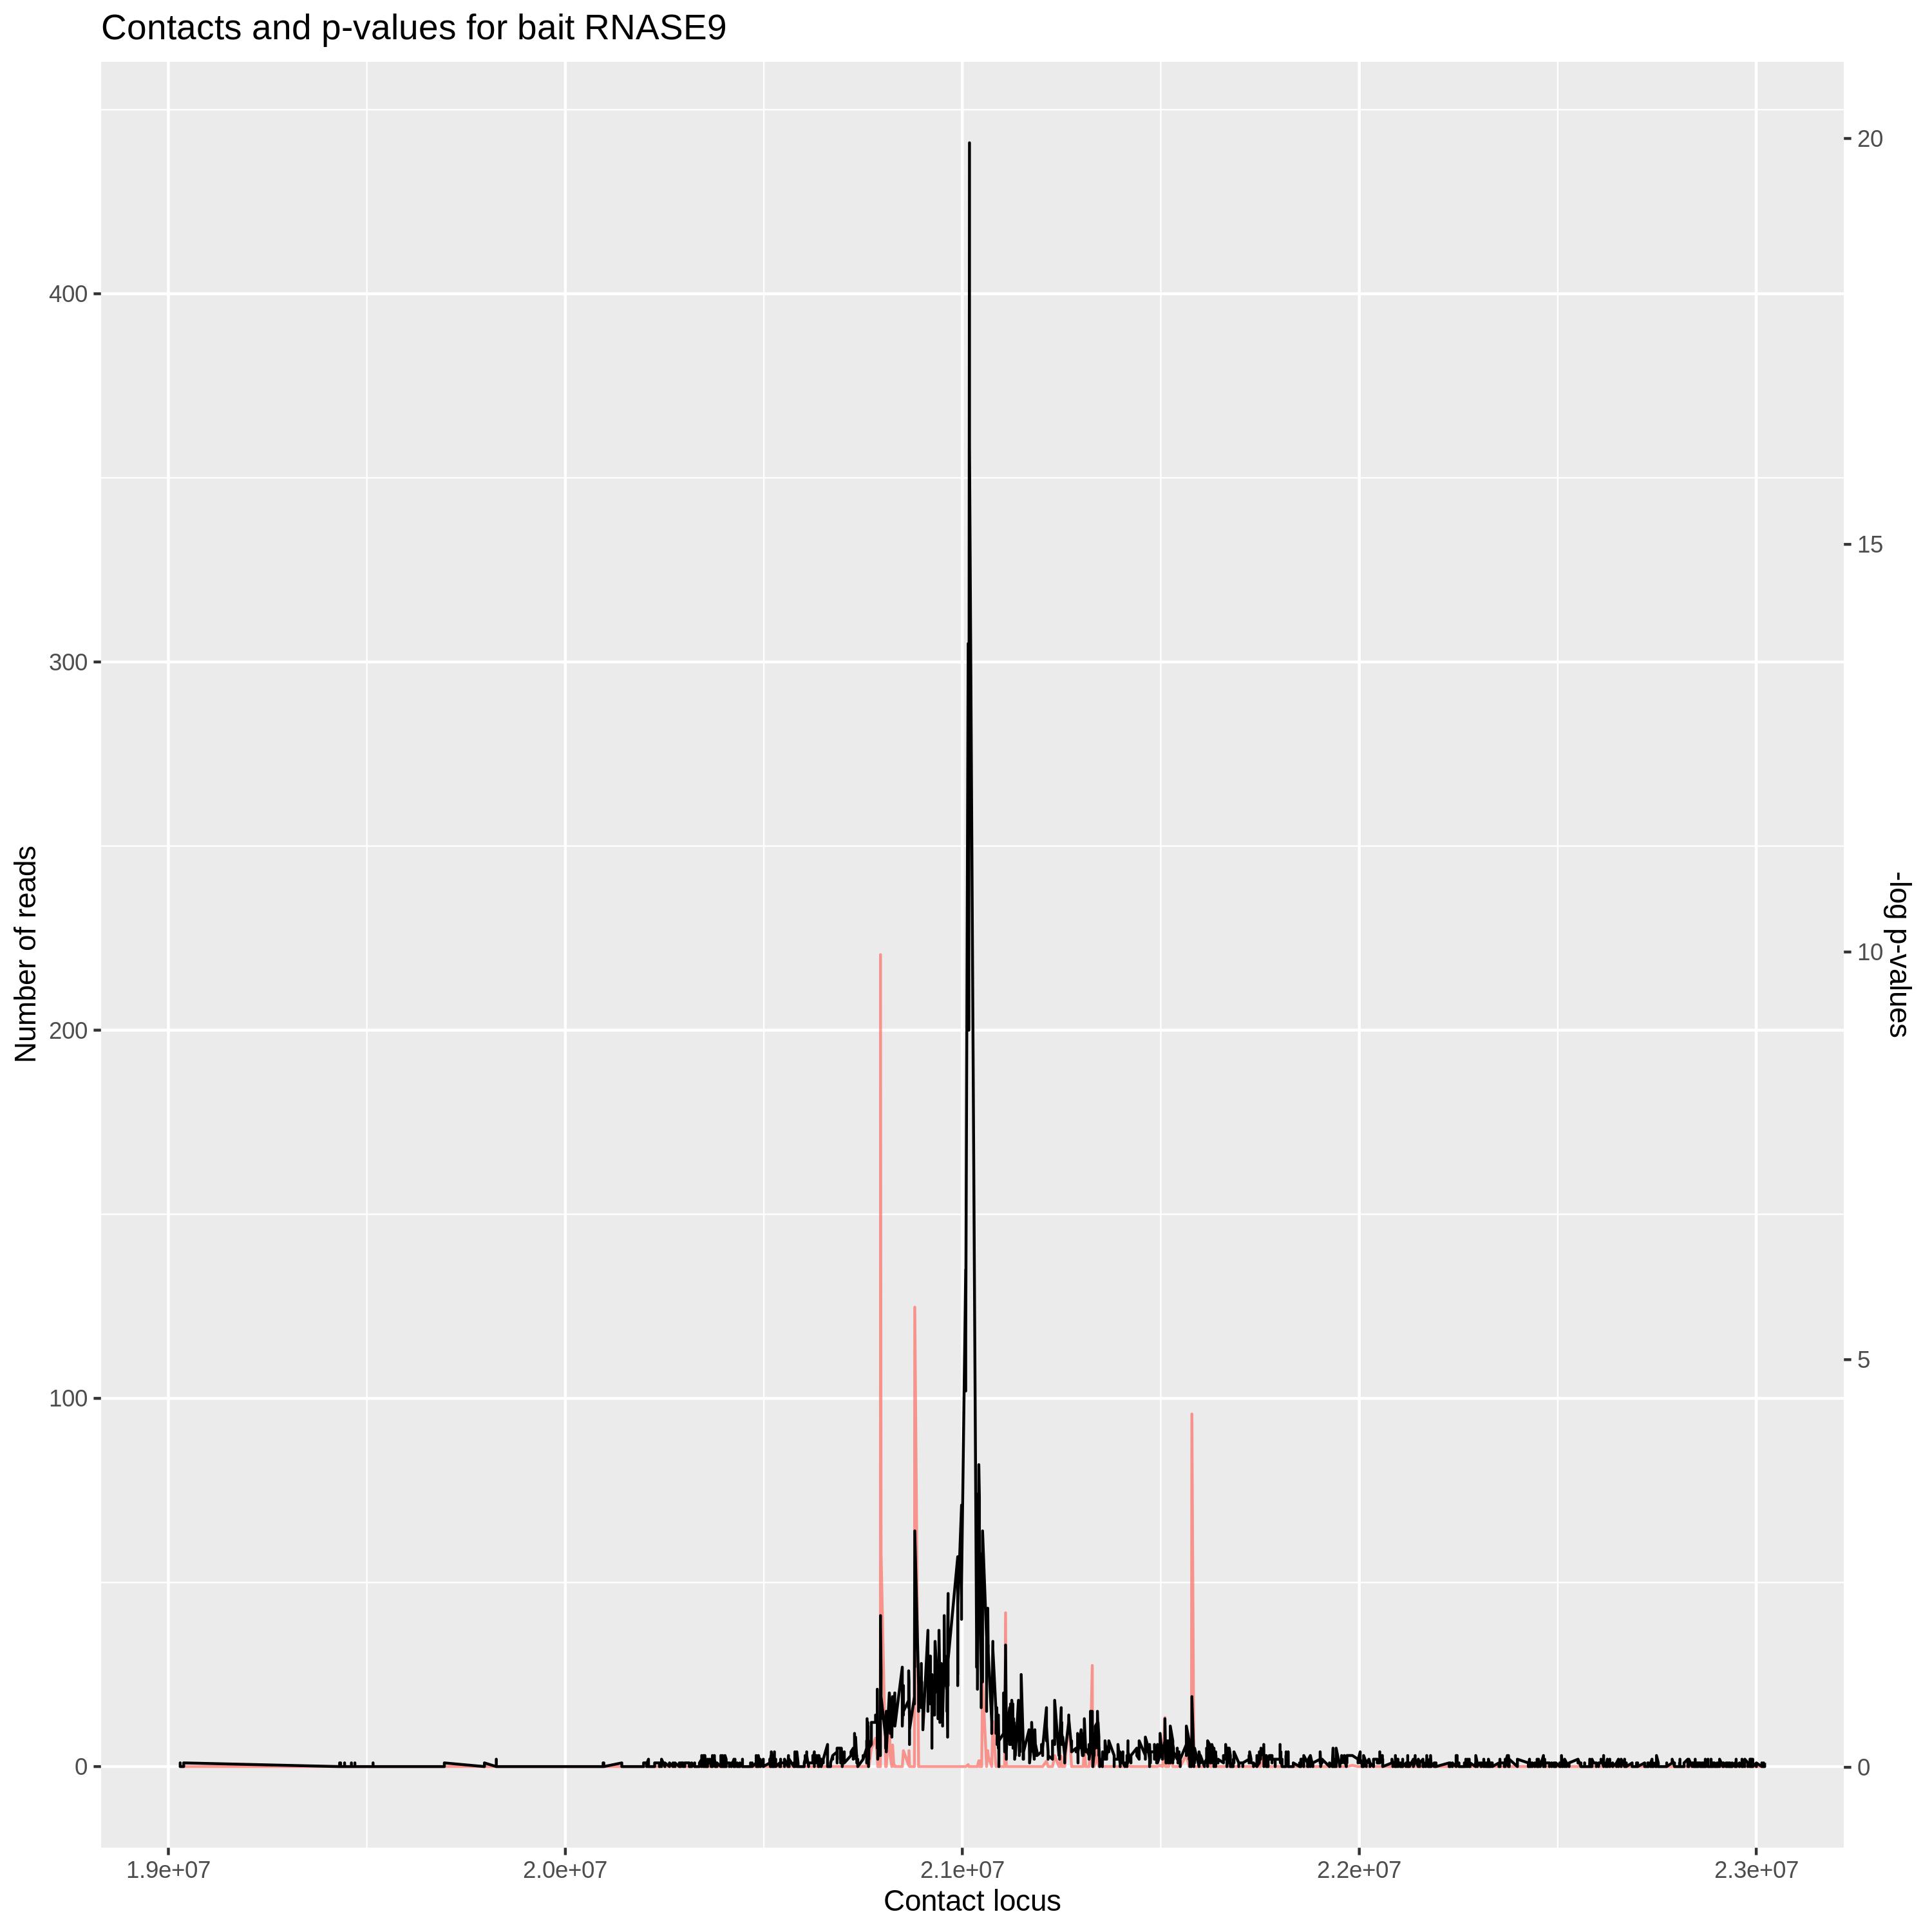 Contacts and p-values for bait RNASE9
400
300
200
100
0
Number of reads
20
15
10
5
0
-log p-values
1.9e+07 2.0e+07 2.1e+07 2.2e+07 2.3e+07
Contact locus